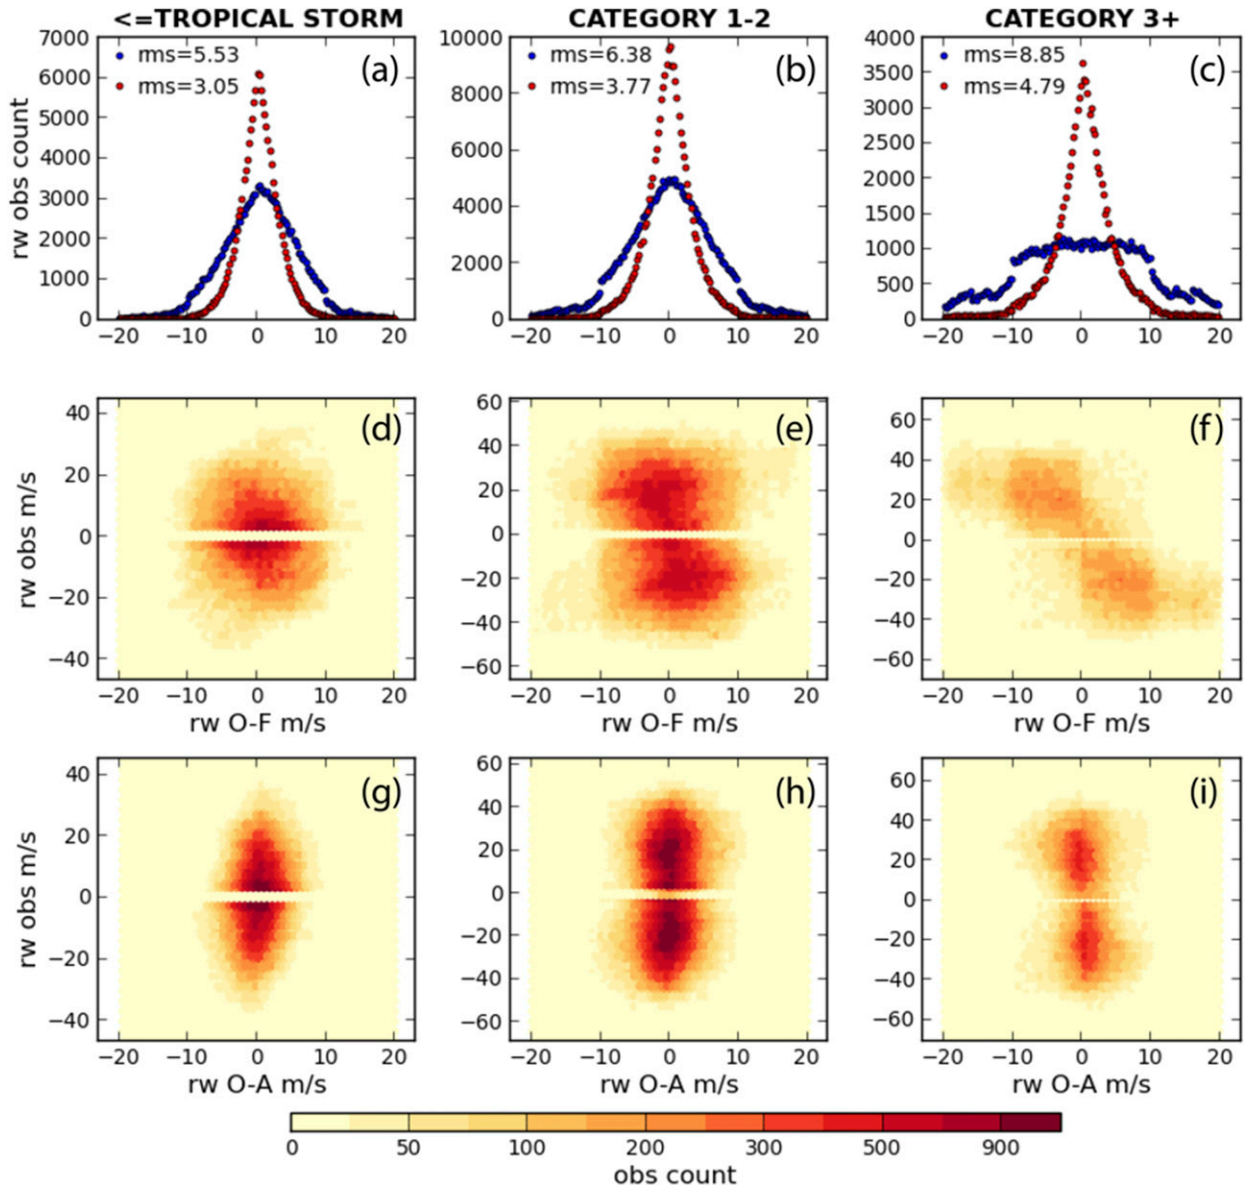 <=TROPICAL STORM CATEGORY 1-2 CATEGORY 3+
7000 10000 4000
rms=5.53 (a) rms=6.38 (b) rms=8.85 (c)
rms=3.05 rms=3.77 rms=4.79
6000 8000 3500
5000 6000 3000
4000 4000 2500
3000 2000 2000
2000 0 1500
1000 1000
0 500
0
rw obs count
−20 −10 0 10 20 −20 −10 0 10 20 −20 −10 0 10 20
(d) (e) (f)
40 60 60
20 40 40
0 20 20
−20 0 0
−40 −20 −20
−40 −40
−60 −60
rw obs m/s
−20 −10 0 10 20 −20 −10 0 10 20 −20 −10 0 10 20
rw O-F m/s rw O-F m/s rw O-F m/s
(g) (h) (i)
40 60 60
20 40 40
0 20 20
−20 0 0
−40 −20 −20
−40 −40
−60 −60
rw obs m/s
−20 −10 0 10 20 −20 −10 0 10 20 −20 −10 0 10 20
rw O-A m/s rw O-A m/s rw O-A m/s
0 50 100 200 300 500 900
obs count